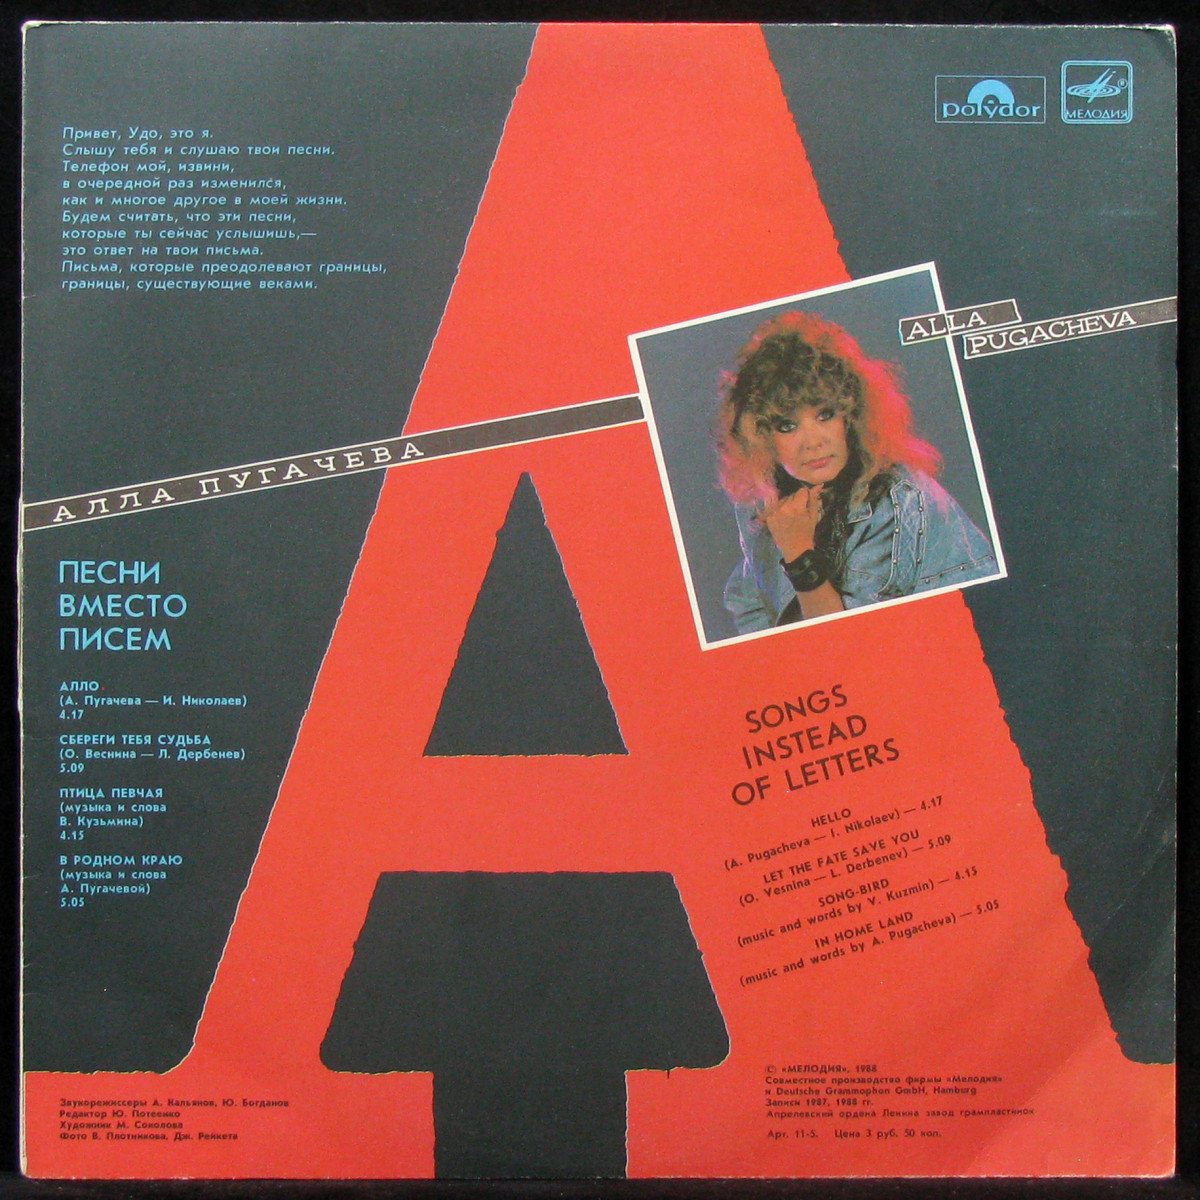 Привет, Удо, это я.
Слышу тебя и слушаю твои песни.
Телефон мой, извини,
в очередной раз изменился,
как и многое другое в моей жизни.
Будем считать, что эти песни,
которые ты сейчас услышишь,—
это ответ на твои письма.
Письма, которые преодолевают границы,
границы, существующие веками.
polydor
МЕЛОДИЯ
ALLA
PUGACHEVA
АЛЛА ПУГАЧЕВА
ПЕСНИ
ВМЕСТО
ПИСЕМ
АЛЛО
(А. Пугачева — И. Николаев)
4.17
СБЕРЕГИ ТЕБЯ СУДЬБА
(О. Веснина — Л. Дербенев)
5.09
ПТИЦА ПЕВЧАЯ
(музыка и слова
В. Кузьмина)
4.15
В РОДНОМ КРАЮ
(музыка и слова
А. Пугачевой)
5.05
SONGS
INSTEAD
OF LETTERS
HELLO
(A. Pugacheva — I. Nikolaev) — 4.17
LET THE FATE SAVE YOU
(O. Vesnina — L. Derbenev) — 5.09
SONG-BIRD
(music and words by V. Kuzmin) — 4.15
IN HOME LAND
(music and words by A. Pugacheva) — 5.05
Звукорежиссеры А. Кальянов, Ю. Богданов
Редактор Ю. Потеенко
Художник М. Соколова
Фото В. Плотникова, Дж. Рейкета
© «МЕЛОДИЯ», 1988
Совместное производство фирмы «Мелодия»
и Deutsche Grammophon GmbH, Hamburg
Записи 1987, 1988 гг.
Апрелевский ордена Ленина завод грампластинок
Арт. 11-5. Цена 3 руб. 50 коп.